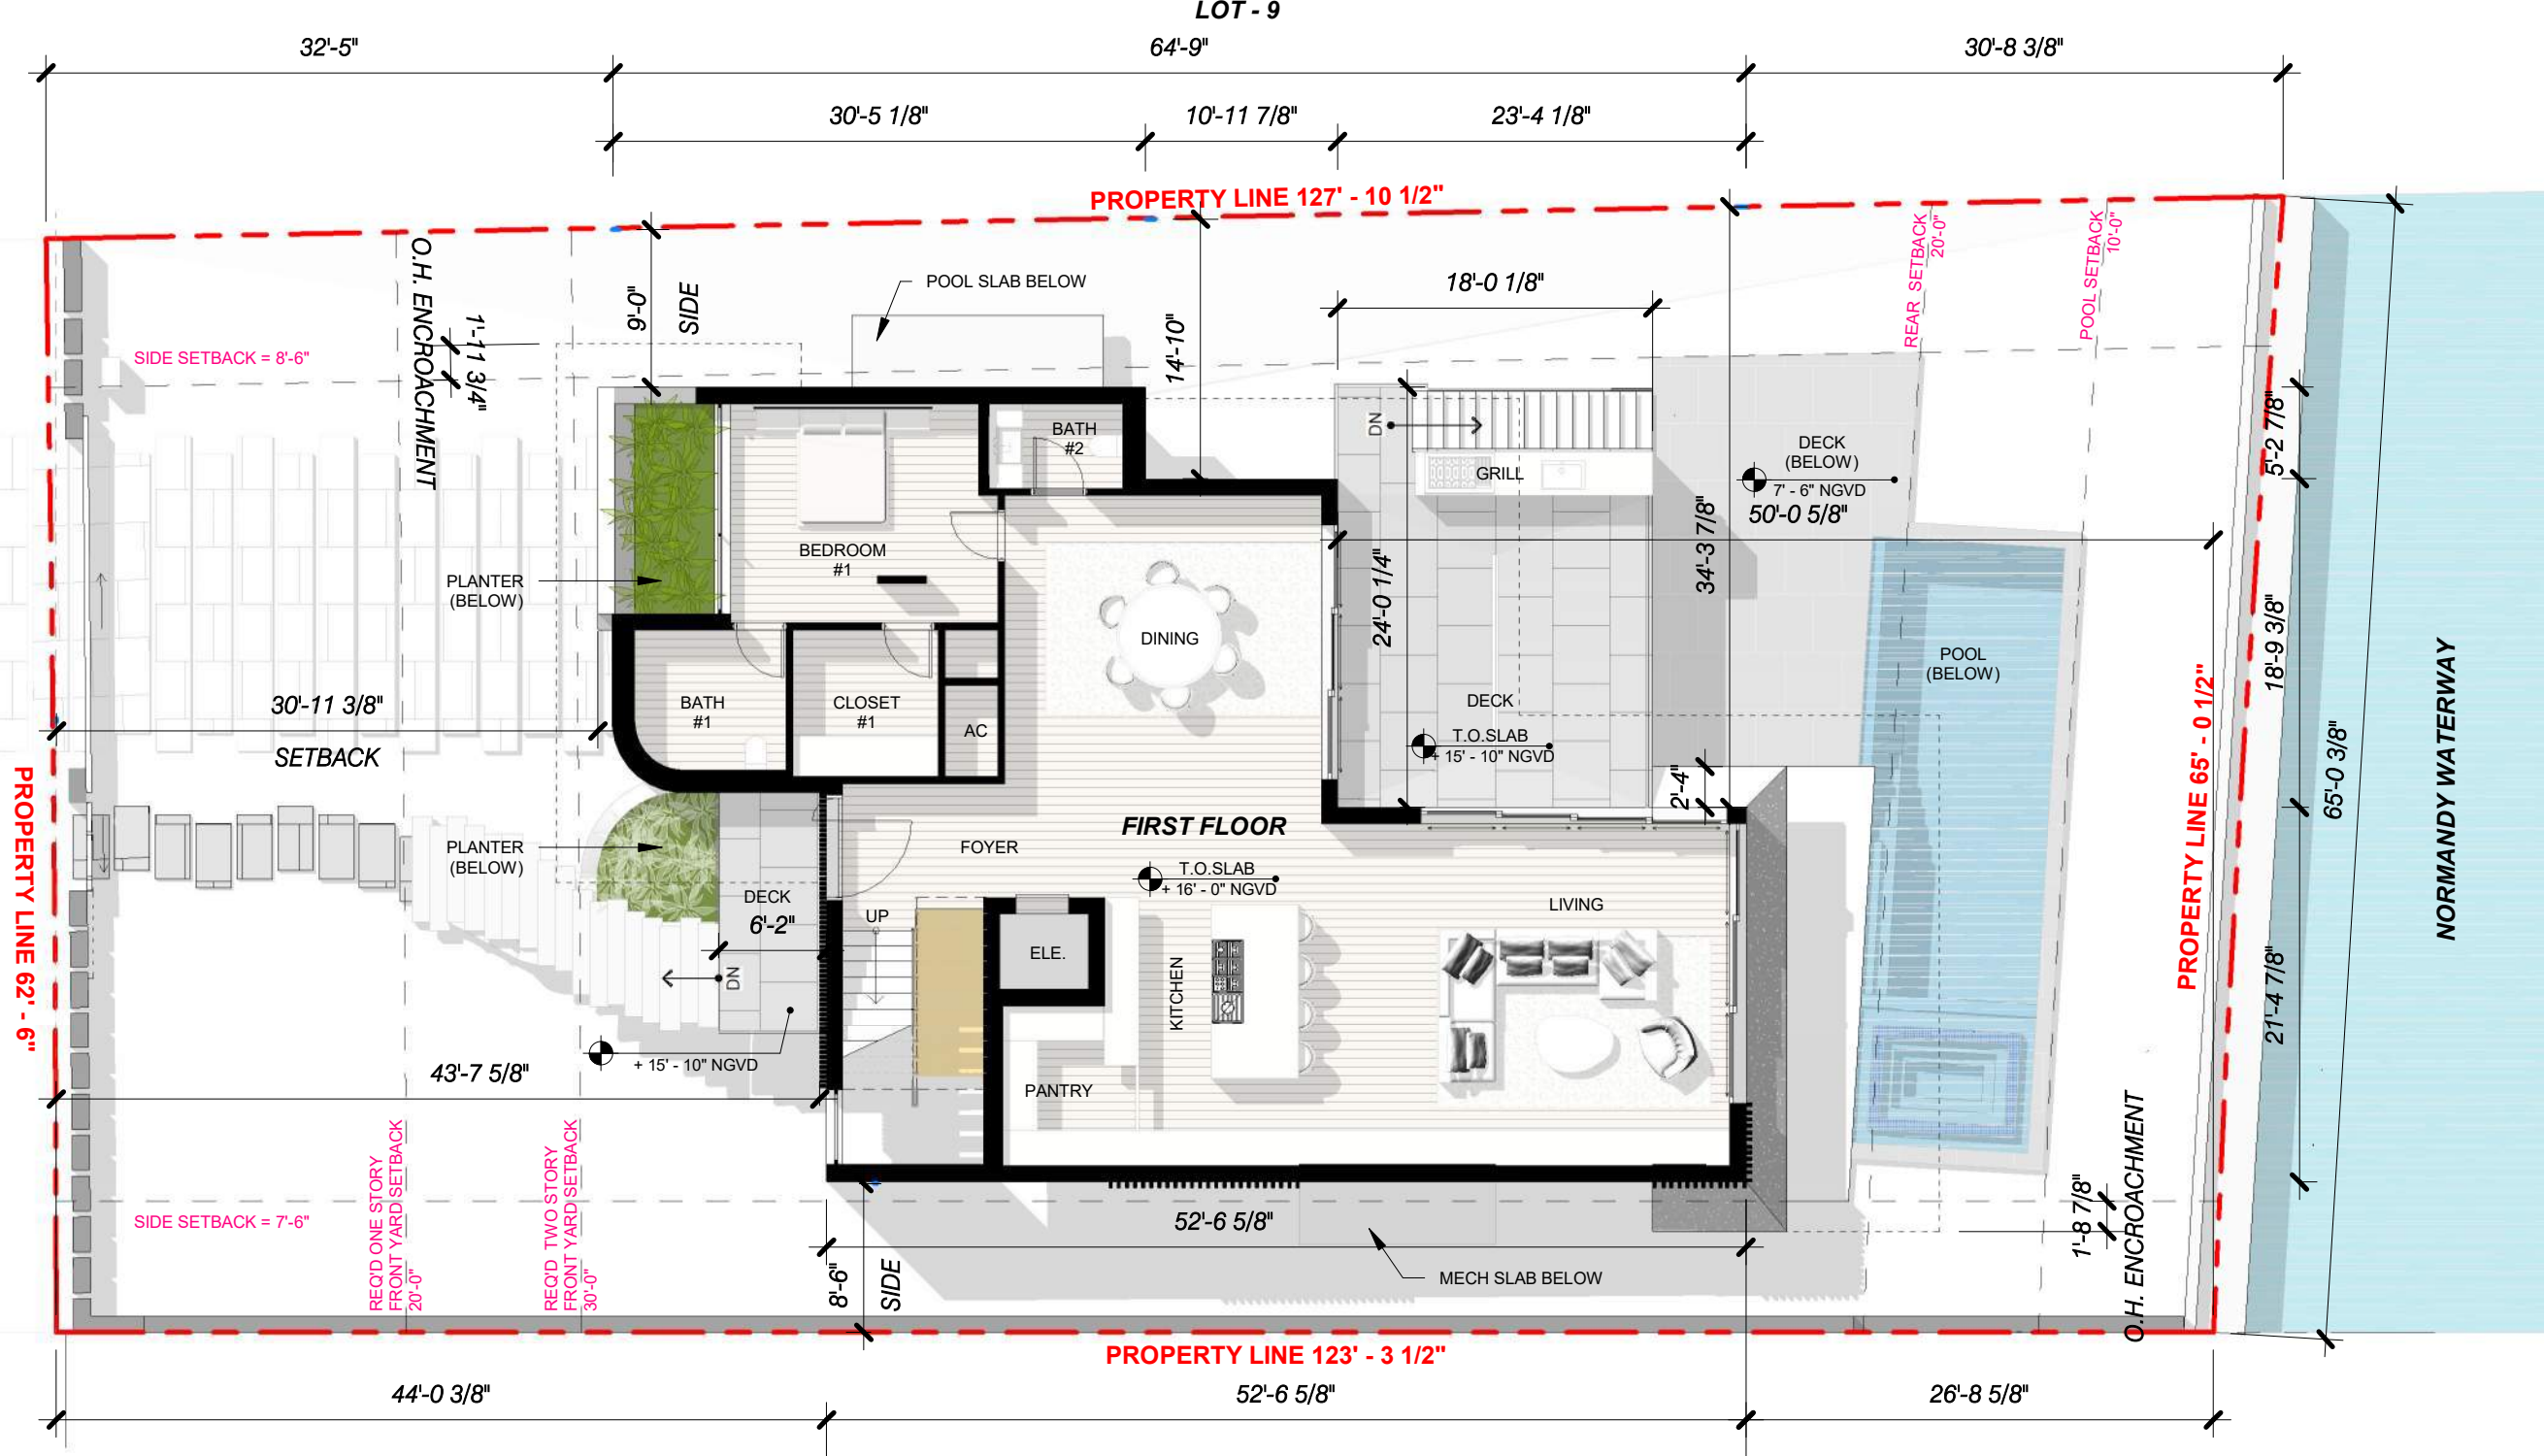 LOT - 9
32'-5"
64'-9"
30'-8 3/8"
30'-5 1/8"
10'-11 7/8"
23'-4 1/8"
PROPERTY LINE 127' - 10 1/2"
O.H. ENCROACHMENT
1'-11 3/4"
SIDE SETBACK = 8'-6"
9'-0"
SIDE
POOL SLAB BELOW
14'-10"
18'-0 1/8"
REAR SETBACK
20'-0"
POOL SETBACK
10'-0"
BATH
#2
DN
GRILL
DECK
(BELOW)
7' - 6" NGVD
50'-0 5/8"
5'-2 7/8"
BEDROOM
#1
PLANTER
(BELOW)
24'-0 1/4"
34'-3 7/8"
DINING
18'-9 3/8"
POOL
(BELOW)
NORMANDY WATERWAY
30'-11 3/8"
SETBACK
BATH
#1
CLOSET
#1
AC
DECK
T.O.SLAB
+ 15' - 10" NGVD
2'-4"
65'-0 3/8"
PROPERTY LINE 65' - 0 1/2"
PROPERTY LINE 62' - 6"
FIRST FLOOR
PLANTER
(BELOW)
FOYER
T.O.SLAB
+ 16' - 0" NGVD
DECK
6'-2"
UP
LIVING
ELE.
KITCHEN
DN
21'-4 7/8"
+ 15' - 10" NGVD
43'-7 5/8"
PANTRY
REQ'D ONE STORY
FRONT YARD SETBACK
20'-0"
REQ'D TWO STORY
FRONT YARD SETBACK
30'-0"
SIDE SETBACK = 7'-6"
52'-6 5/8"
8'-6"
SIDE
MECH SLAB BELOW
1'-8 7/8"
O.H. ENCROACHMENT
PROPERTY LINE 123' - 3 1/2"
44'-0 3/8"
52'-6 5/8"
26'-8 5/8"